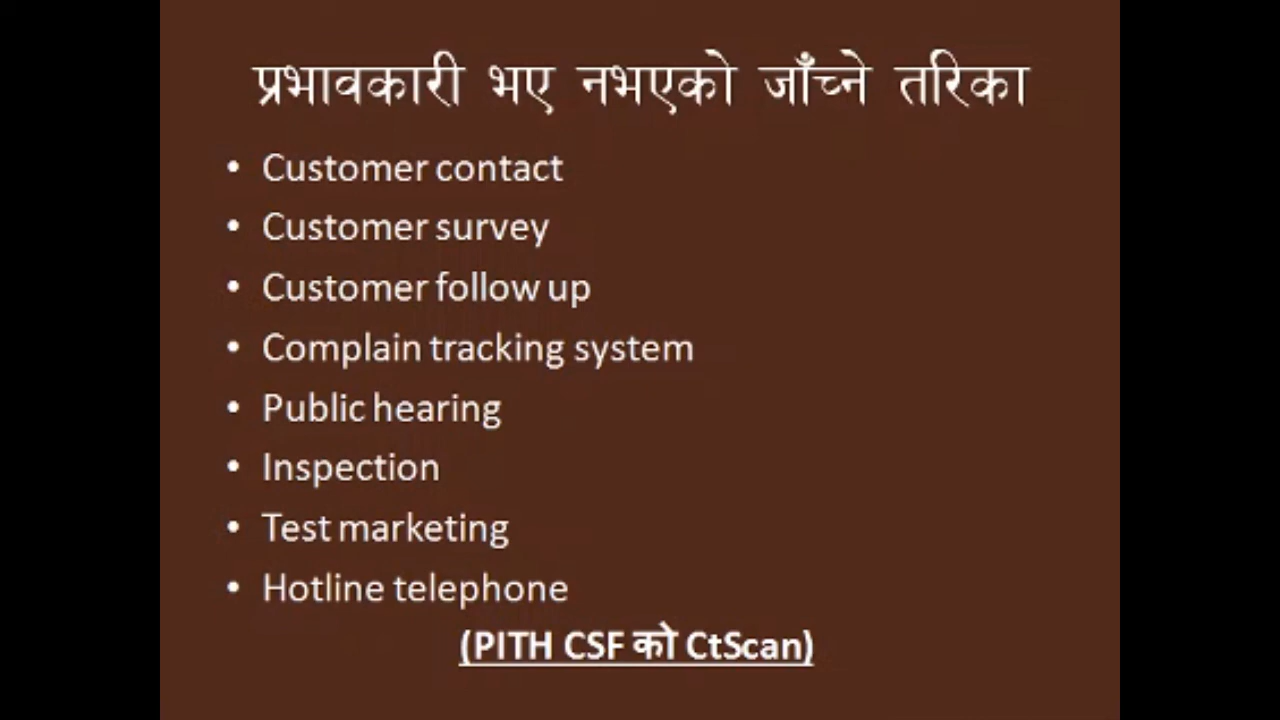 प्रभावकारी भए नभएको जाँच्ने तरिका
• Customer contact
• Customer survey
• Customer follow up
• Complain tracking system
• Public hearing
• Inspection
• Test marketing
• Hotline telephone
(PITH CSF को CtScan)